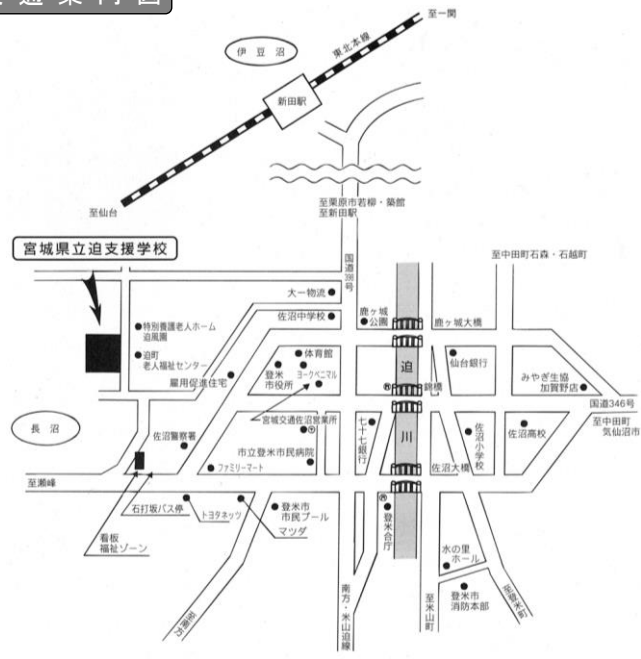 交通案内図
至一関
伊豆沼
東北本線
新田駅
至仙台
至栗原市若柳・築館
至新田駅
宮城県立迫支援学校
国道398号
至中田町石森・石越町
大一物流
佐沼中学校
鹿ヶ城
公園
鹿ヶ城大橋
特別養護老人ホーム
迫風園
迫町
老人福祉センター
体育館
登米
市役所
ヨークベニマル
迫川
仙台銀行
雇用促進住宅
錦橋
みやぎ生協
加賀野店
国道346号
長沼
宮城交通佐沼営業所
七十七銀行
佐沼小学校
佐沼高校
至中田町
気仙沼市
佐沼警察署
市立登米市民病院
ファミリーマート
佐沼大橋
至瀬峰
石打坂バス停
トヨタネッツ
登米市
市民プール
マツダ
登米合庁
看板
福祉ゾーン
水の里
ホール
登米市
消防本部
至南方
南方・米山迫線
至米山町
至登米町